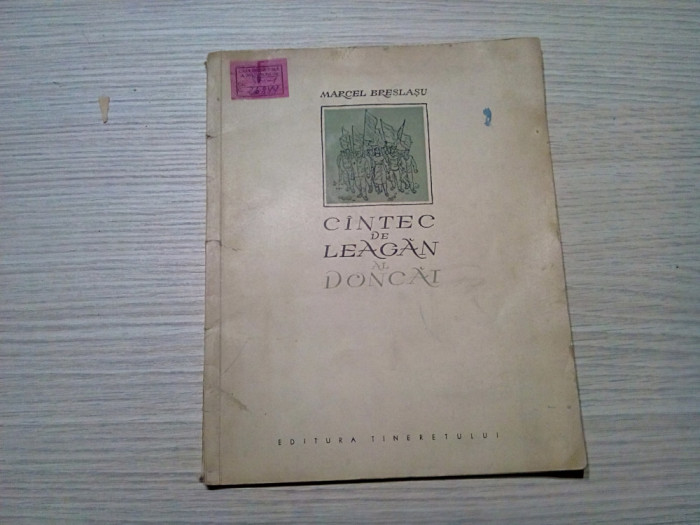 MARCEL BRESLAȘU
CÎNTEC
DE
LEAGĂN
AL
DONCĂI
EDITURA TINERETULUI